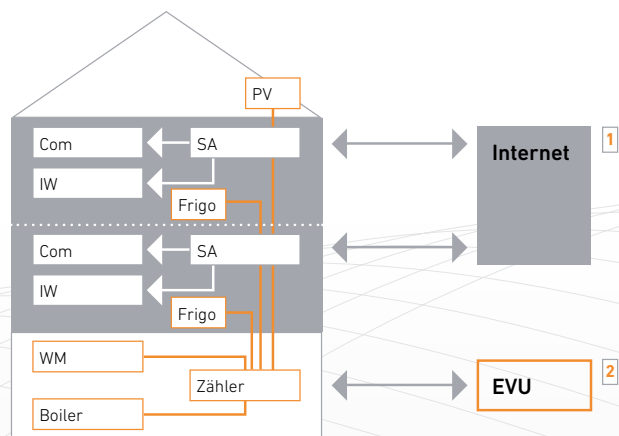 PV
Com
SA
Internet
1
IW
Frigo
Com
SA
IW
Frigo
WM
Zähler
EVU
2
Boiler